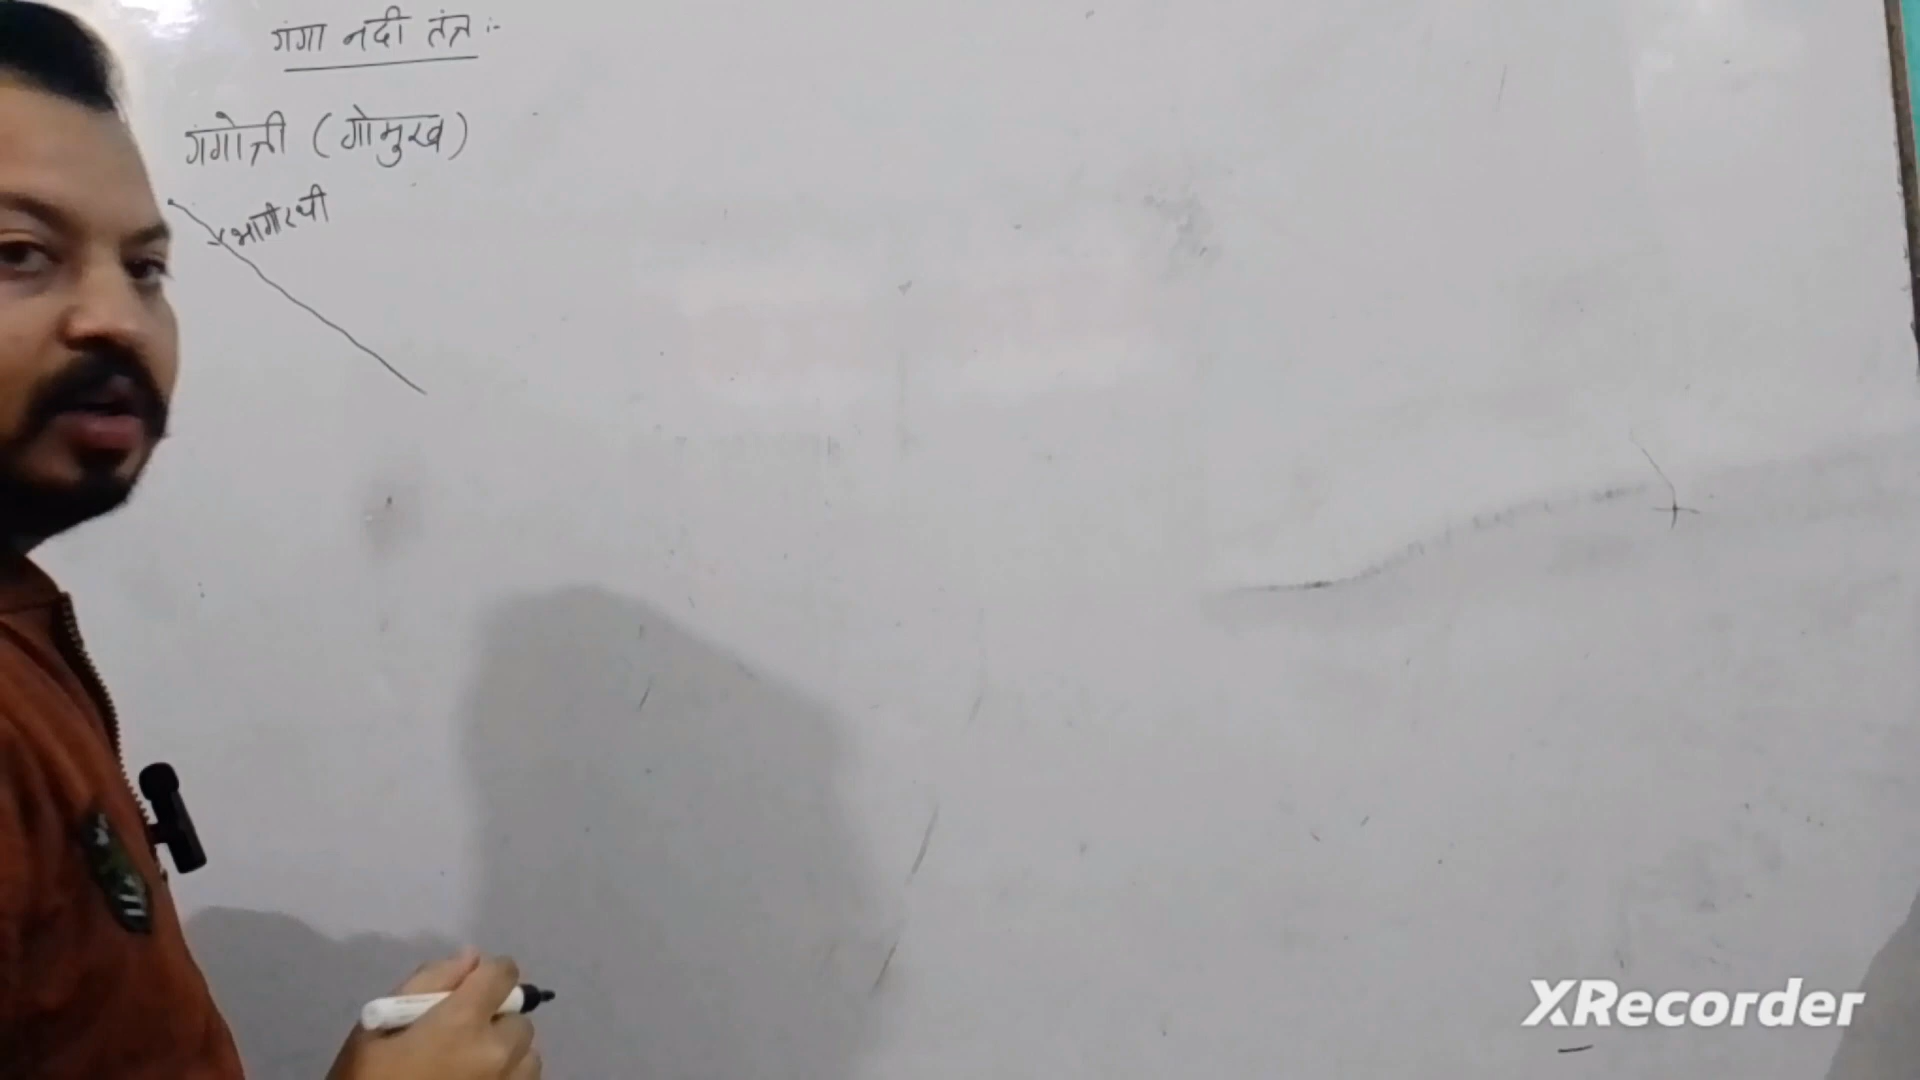 गंगा नदी तंत्र :-
गंगोत्री (गोमुख)
भागीरथी
XRecorder